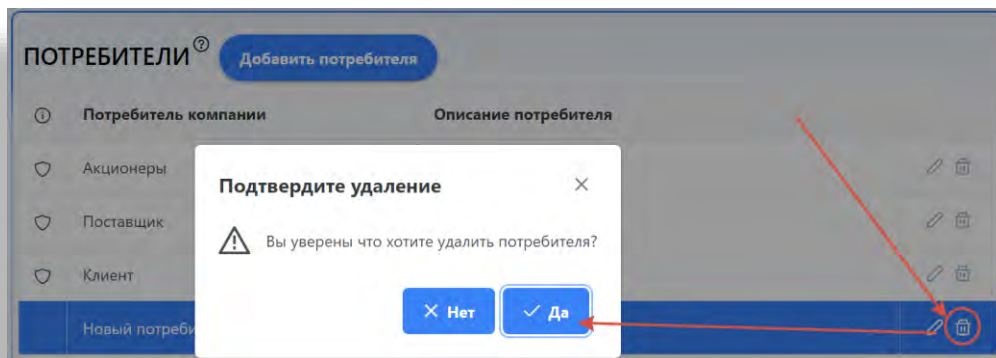 ПОТРЕБИТЕЛИ
Добавить потребителя
Потребитель компании Описание потребителя
Акционеры
Подтвердите удаление
Поставщик
Вы уверены что хотите удалить потребителя?
Клиент
Нет Да
Новый